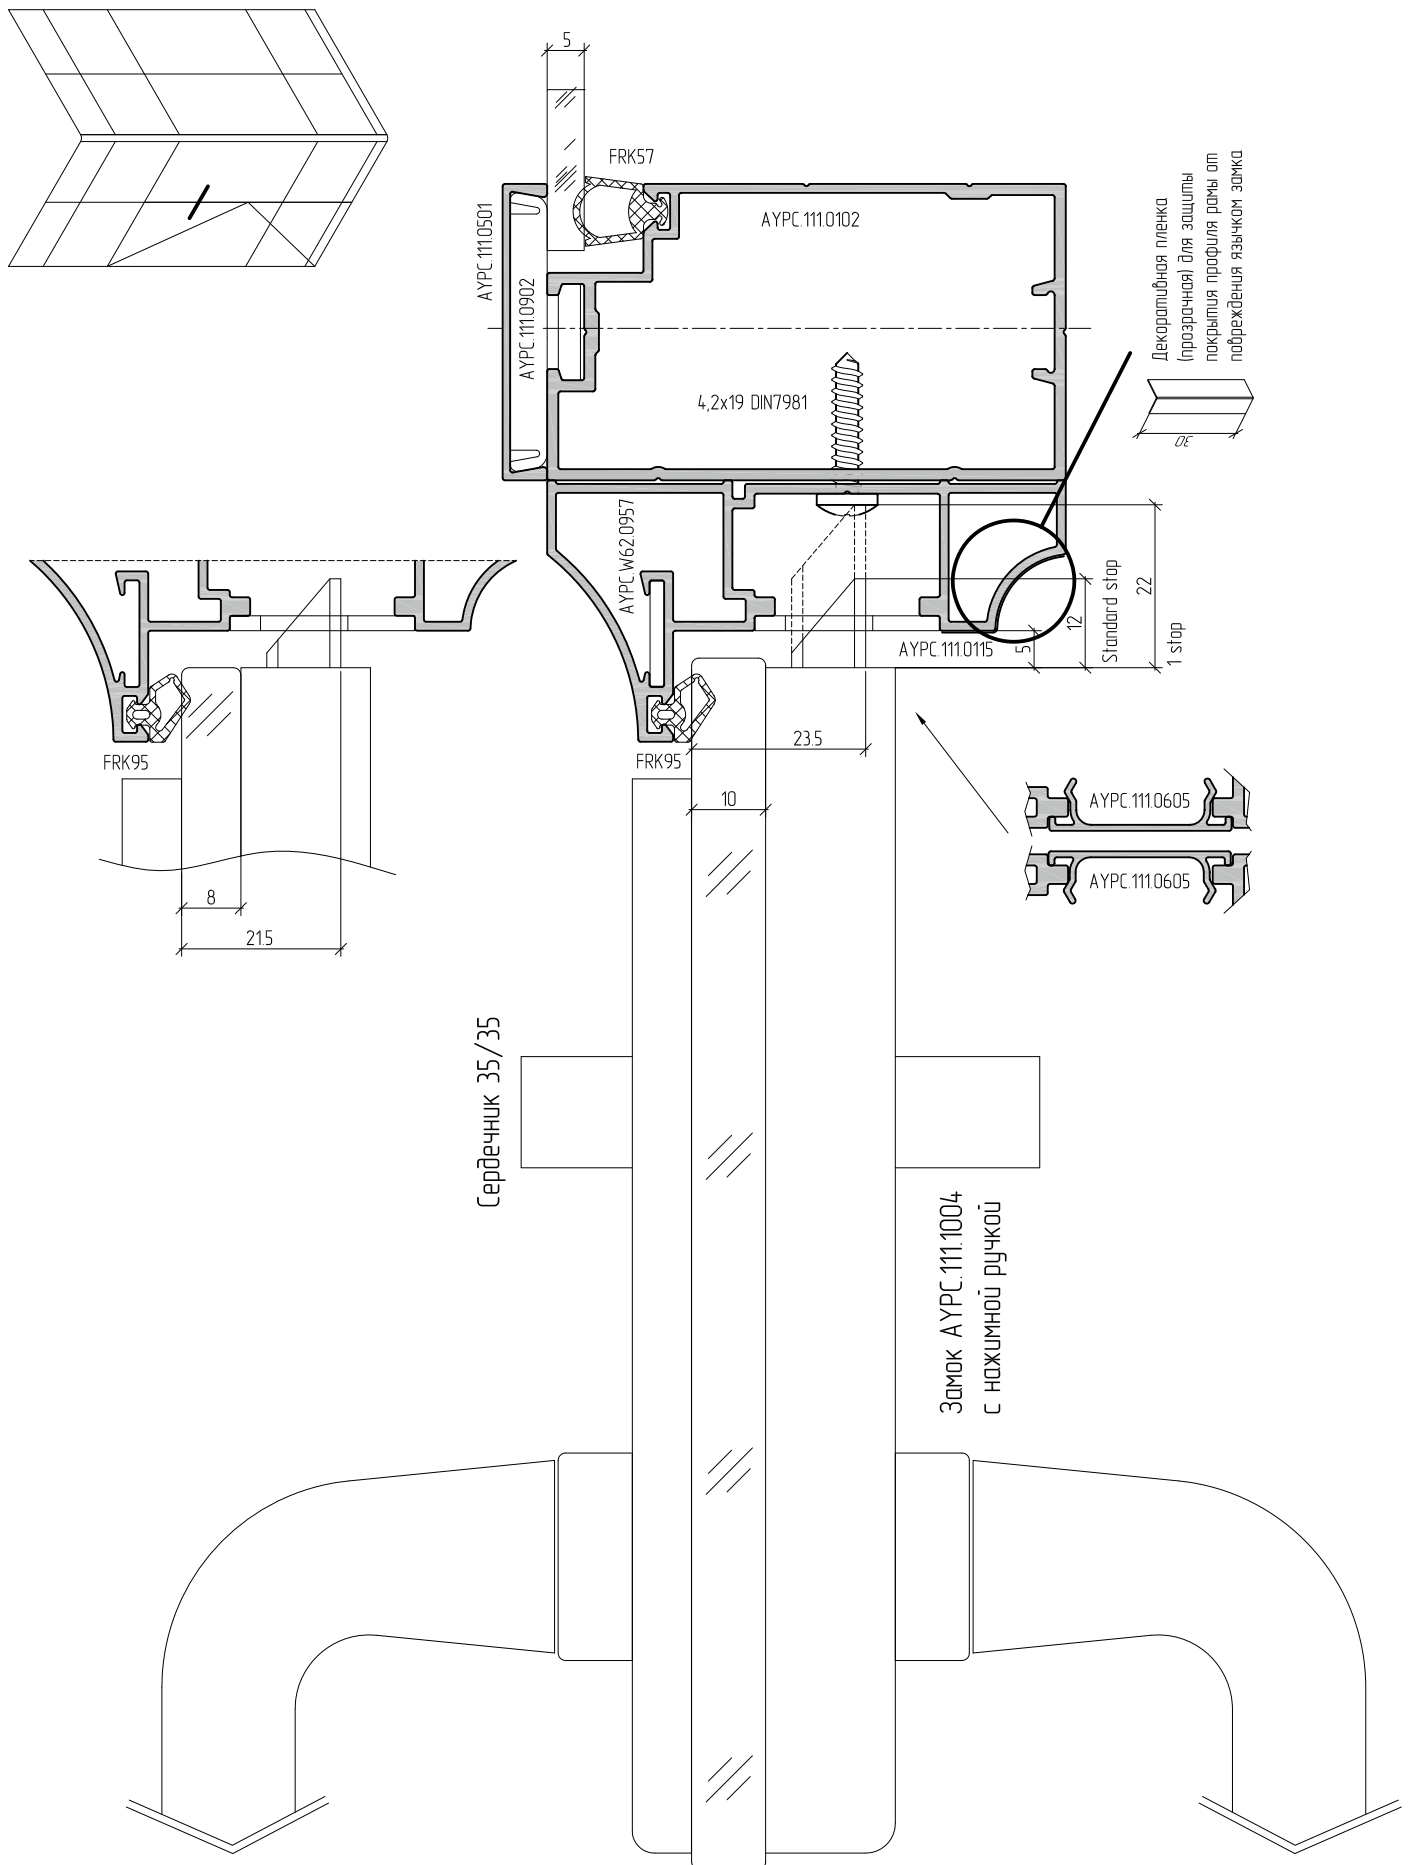 5
FRK57
AYPC.111.0501
AYPC.111.0902
AYPC.111.0102
Декоративная пленка
(прозрачная) для защиты
покрытия профиля рамы от
повреждения язычком замка
30
4,2x19 DIN7981
AYPC.W62.0957
AYPC.111.0115
5
12
Standard stop
22
1 stop
FRK95
FRK95
23.5
10
8
21.5
AYPC.111.0605
AYPC.111.0605
Сердечник 35/35
Замок AYPC.111.1004
с нажимной ручкой